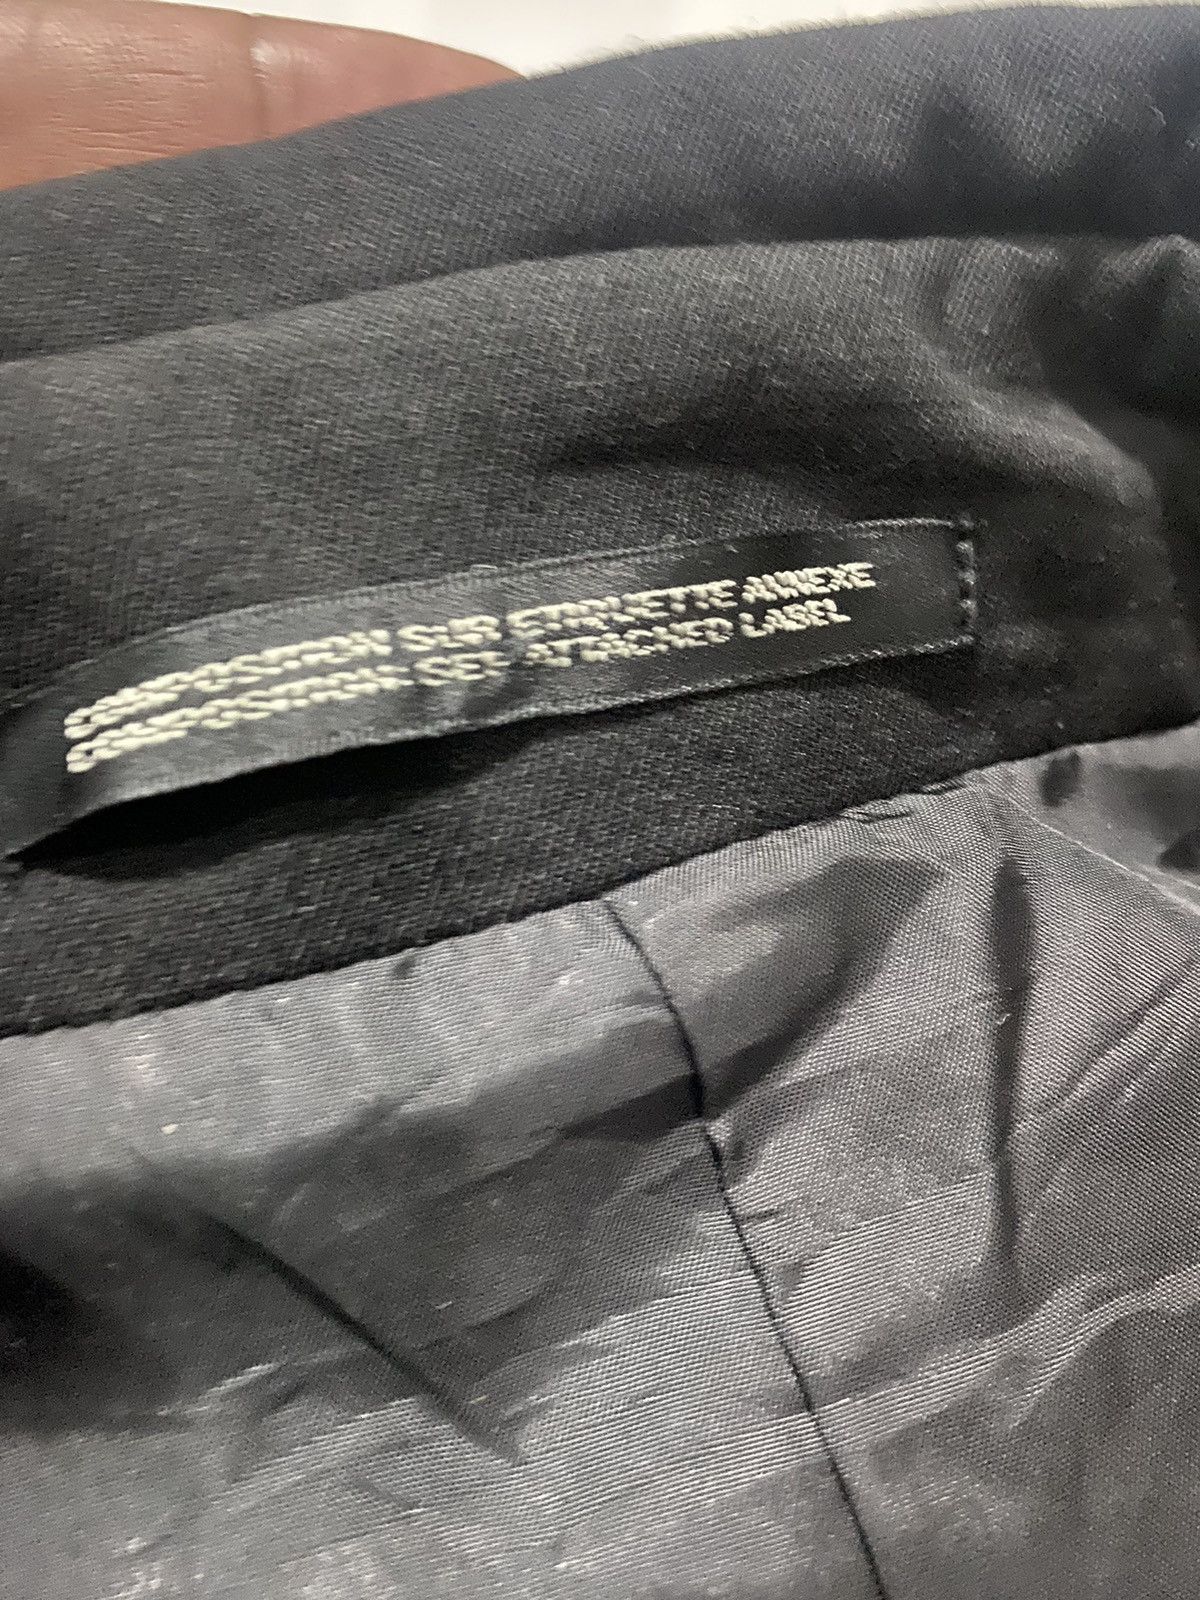 COMPOSITION SUR ETIQUETTE ANNEXE
COMPOSITION SEE ATTACHED LABEL